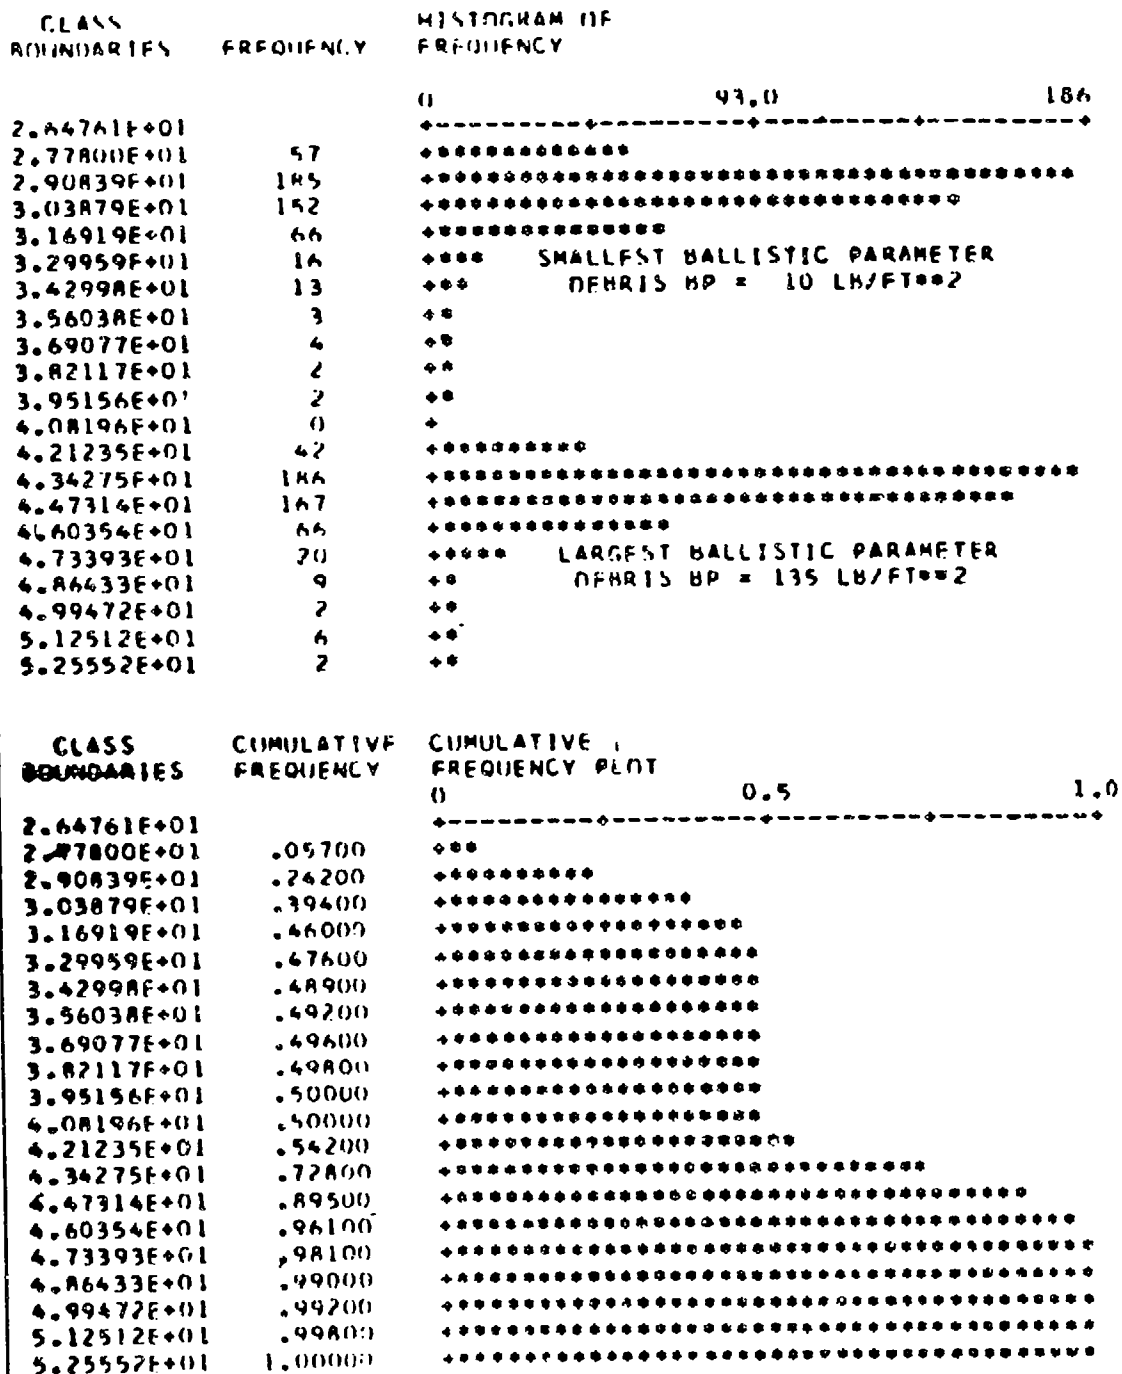 CLASS HISTOGRAM OF
BOUNDARIES FREQUENCY FREQUENCY
0 93.0 186
2.64761E+01 +---------+---------+---------+---------+
2.77800E+01 57 +************
2.90839E+01 185 +***************************************
3.03879E+01 152 +********************************
3.16919E+01 66 +**************
3.29959E+01 16 +*** SMALLEST BALLISTIC PARAMETER
3.42998E+01 13 +** DEBRIS BP = 10 LB/FT**2
3.56038E+01 3 +*
3.69077E+01 4 +*
3.82117E+01 2 +*
3.95156E+01 2 +*
4.08196E+01 0 +
4.21235E+01 42 +*********
4.34275E+01 186 +***************************************
4.47314E+01 167 +***********************************
4.60354E+01 66 +**************
4.73393E+01 20 +**** LARGEST BALLISTIC PARAMETER
4.86433E+01 9 +* DEBRIS BP = 135 LB/FT**2
4.99472E+01 2 +*
5.12512E+01 6 +*
5.25552E+01 2 +*
CLASS CUMULATIVE CUMULATIVE
BOUNDARIES FREQUENCY FREQUENCY PLOT
0 0.5 1.0
2.64761E+01 +---------+---------+---------+---------+
2.77800E+01 .05700 +**
2.90839E+01 .24200 +*********
3.03879E+01 .39400 +***************
3.16919E+01 .46000 +******************
3.29959E+01 .47600 +*******************
3.42998E+01 .48900 +*******************
3.56038E+01 .49200 +*******************
3.69077E+01 .49600 +*******************
3.82117E+01 .49800 +*******************
3.95156E+01 .50000 +*******************
4.08196E+01 .50000 +*******************
4.21235E+01 .54200 +*********************
4.34275E+01 .72800 +*****************************
4.47314E+01 .89500 +***********************************
4.60354E+01 .96100 +**************************************
4.73393E+01 .98100 +***************************************
4.86433E+01 .99000 +***************************************
4.99472E+01 .99200 +***************************************
5.12512E+01 .99800 +***************************************
5.25552E+01 1.00000 +***************************************